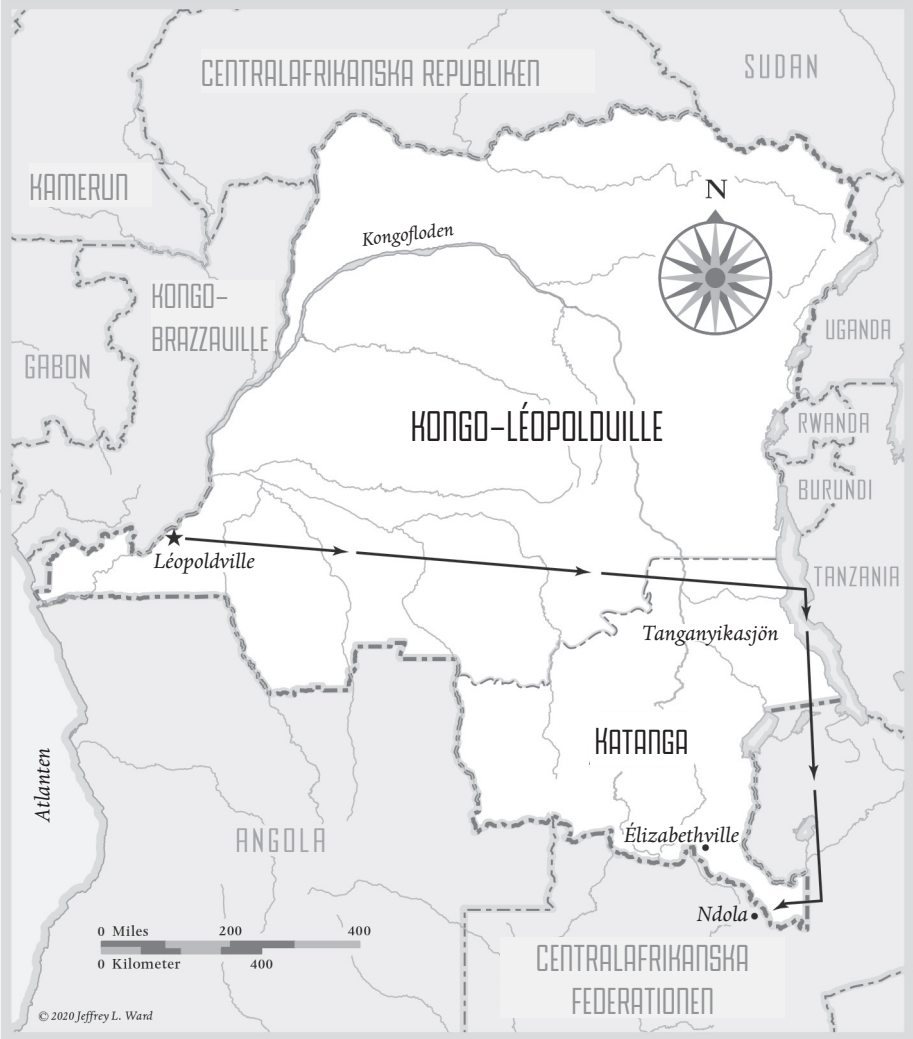 CENTRALAFRIKANSKA REPUBLIKEN
SUDAN
KAMERUN
N
Kongofloden
KONGO–
BRAZZAVILLE
GABON
UGANDA
KONGO–LÉOPOLDVILLE
RWANDA
BURUNDI
Léopoldville
TANZANIA
Tanganyikasjön
KATANGA
Atlanten
ANGOLA
Élizabethville
Ndola
0 Miles 200 400
0 Kilometer 400
CENTRALAFRIKANSKA
FEDERATIONEN
© 2020 Jeffrey L. Ward